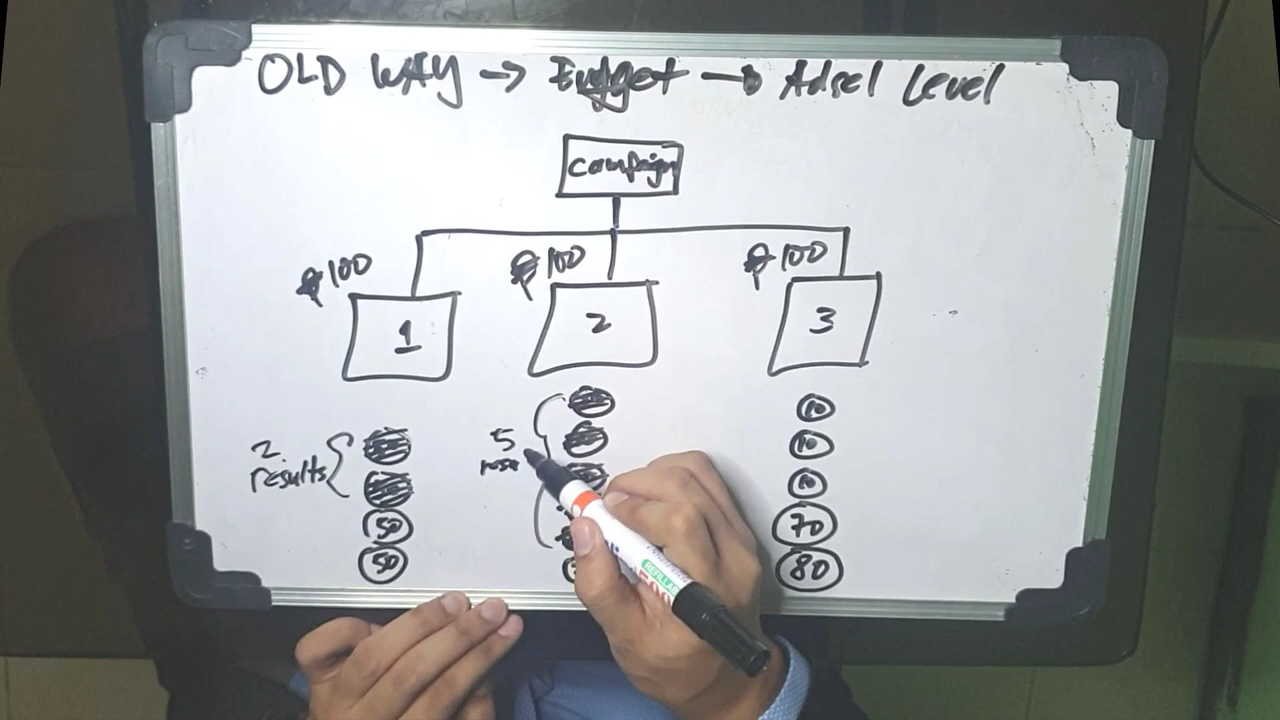 OLD WAY → Budget → Adset Level
Campaign
₱100 ₱100 ₱100
1 2 3
10
10
2
results
5
10
50 70
50 80
REFILLABLE